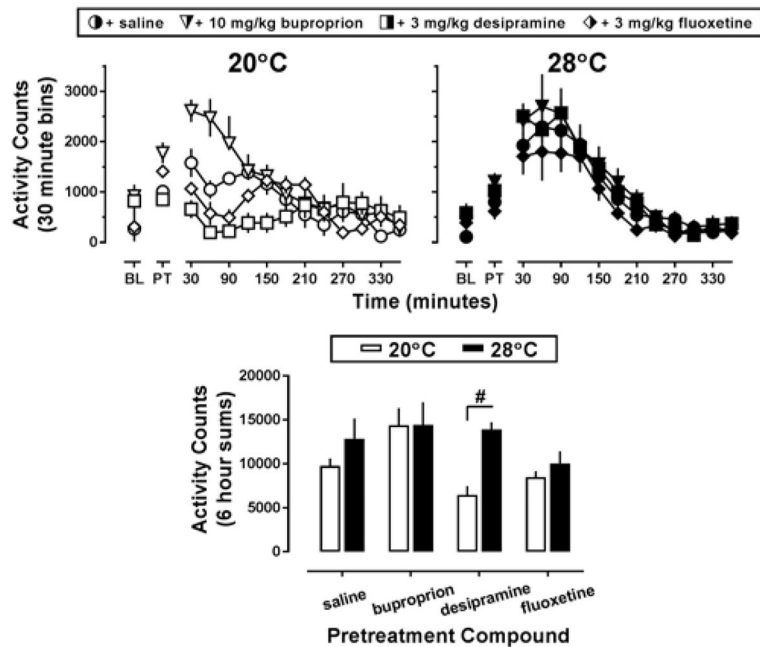 + saline + 10 mg/kg buproprion + 3 mg/kg desipramine + 3 mg/kg fluoxetine
20°C 28°C
Activity Counts
(30 minute bins)
3000
2000
1000
0
BL PT 30 90 150 210 270 330 BL PT 30 90 150 210 270 330
Time (minutes)
20°C 28°C
Activity Counts
(6 hour sums)
20000
15000
10000
5000
0
#
saline buproprion desipramine fluoxetine
Pretreatment Compound